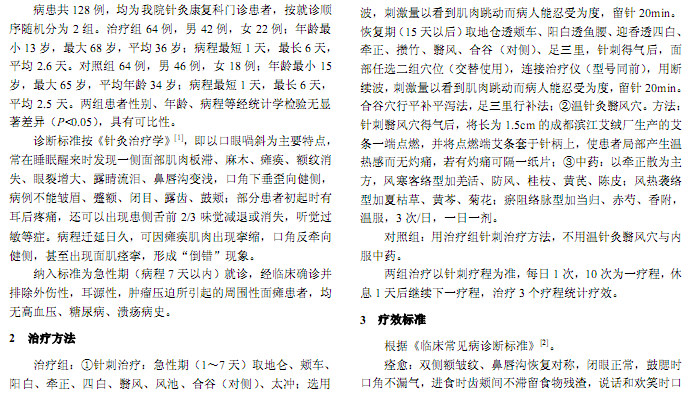 病患共 128 例，均为我院针灸康复科门诊患者，按就诊顺
序随机分为 2 组。治疗组 64 例，男 42 例，女 22 例；年龄最
小 13 岁，最大 68 岁，平均 36 岁；病程最短 1 天，最长 6 天，
平均 2.6 天。对照组 64 例，男 46 例，女 18 例；年龄最小 15
岁，最大 65 岁，平均年龄 34 岁；病程最短 1 天，最长 6 天，
平均 2.5 天。两组患者性别、年龄、病程等经统计学检验无显
著差异（P<0.05），具有可比性。
诊断标准按《针灸治疗学》[1]，即以口眼喎斜为主要特点，
常在睡眠醒来时发现一侧面部肌肉板滞、麻木、瘫痪、额纹消
失、眼裂增大、露睛流泪、鼻唇沟变浅，口角下垂歪向健侧，
病例不能皱眉、蹙额、闭目、露齿、鼓颊；部分患者初起时有
耳后疼痛，还可以出现患侧舌前 2/3 味觉减退或消失，听觉过
敏等症。病程迁延日久，可因瘫痪肌肉出现挛缩，口角反牵向
健侧，甚至出现面肌痉挛，形成“倒错”现象。
纳入标准为急性期（病程 7 天以内）就诊，经临床确诊并
排除外伤性，耳源性，肿瘤压迫所引起的周围性面瘫患者，均
无高血压、糖尿病、溃疡病史。
2 治疗方法
治疗组：①针刺治疗：急性期（1～7 天）取地仓、颊车、
阳白、牵正、四白、翳风、风池、合谷（对侧）、太冲；选用
波，刺激量以看到肌肉跳动而病人能忍受为度，留针 20min。
恢复期（15 天以后）取地仓透颊车、阳白透鱼腰、迎香透四白、
牵正、攒竹、翳风、合谷（对侧）、足三里，针刺得气后，面
部任选二组穴位（交替使用），连接治疗仪（型号同前），用断
续波，刺激量以看到肌肉跳动而病人能忍受为度，留针 20min。
合谷穴行平补平泻法，足三里行补法；②温针灸翳风穴。方法：
针刺翳风穴得气后，将长为 1.5cm 的成都滨江艾绒厂生产的艾
条一端点燃，并将点燃端艾条套于针柄上，使患者局部产生温
热感而无灼痛，若有灼痛可隔一纸片；③中药：以牵正散为主
方，风寒客络型加羌活、防风、桂枝、黄芪、陈皮；风热袭络
型加夏枯草、黄芩、菊花；瘀阻络脉型加当归、赤芍、香附，
温服，3 次/日，一日一剂。
对照组：用治疗组针刺治疗方法，不用温针灸翳风穴与内
服中药。
两组治疗以针刺疗程为准，每日 1 次，10 次为一疗程，休
息 1 天后继续下一疗程，治疗 3 个疗程统计疗效。
3 疗效标准
根据《临床常见病诊断标准》[2]。
痊愈：双侧额皱纹、鼻唇沟恢复对称，闭眼正常，鼓腮时
口角不漏气，进食时齿颊间不滞留食物残渣，说话和欢笑时口